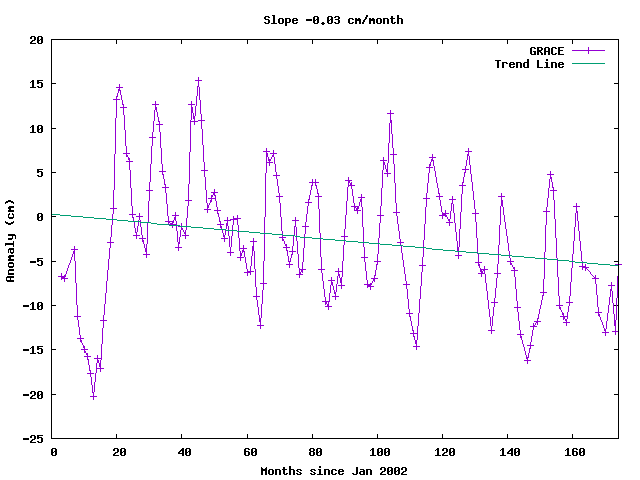 Slope -0.03 cm/month
GRACE
Trend Line
20
15
10
5
0
-5
-10
-15
-20
-25
Anomaly (cm)
0 20 40 60 80 100 120 140 160
Months since Jan 2002